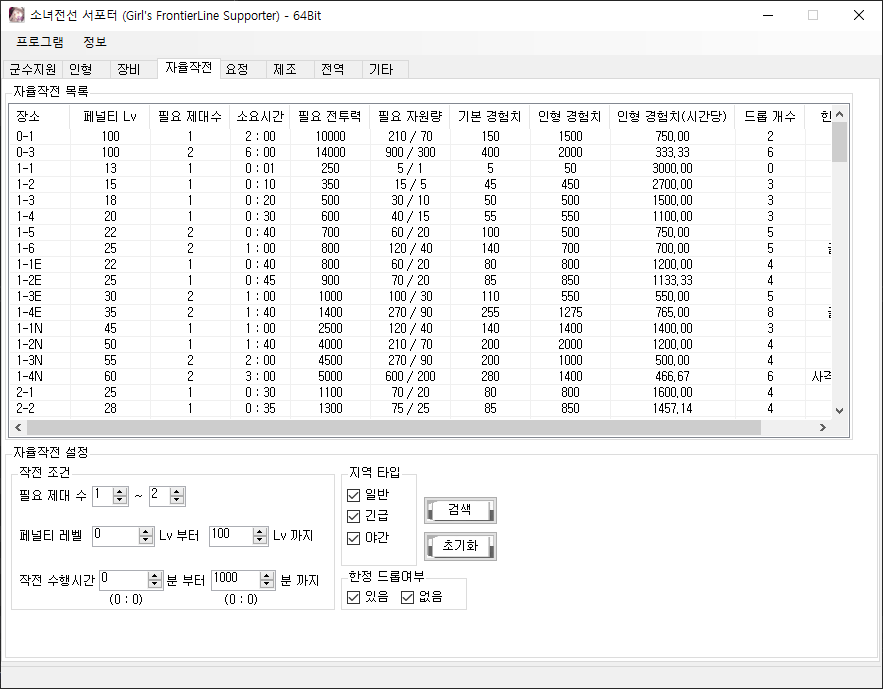 소녀전선 서포터 (Girl's FrontierLine Supporter) - 64Bit
프로그램 정보
군수지원 인형 장비 자율작전 요정 제조 전역 기타
자율작전 목록
장소 페널티 Lv 필요 제대수 소요시간 필요 전투력 필요 자원량 기본 경험치 인형 경험치 인형 경험치(시간당) 드롭 개수
0-1 100 1 2 : 00 10000 210 / 70 150 1500 750,00 2
0-3 100 2 6 : 00 14000 900 / 300 400 2000 333,33 6
1-1 13 1 0 : 01 250 5 / 1 5 50 3000,00 0
1-2 15 1 0 : 10 350 15 / 5 45 450 2700,00 3
1-3 18 1 0 : 20 500 30 / 10 50 500 1500,00 3
1-4 20 1 0 : 30 600 40 / 15 55 550 1100,00 3
1-5 22 2 0 : 40 700 60 / 20 100 500 750,00 5
1-6 25 2 1 : 00 800 120 / 40 140 700 700,00 5
1-1E 22 1 0 : 40 800 60 / 20 80 800 1200,00 4
1-2E 25 1 0 : 45 900 70 / 20 85 850 1133,33 4
1-3E 30 2 1 : 00 1000 100 / 30 110 550 550,00 5
1-4E 35 2 1 : 40 1400 270 / 90 255 1275 765,00 8
1-1N 45 1 1 : 00 2500 120 / 40 140 1400 1400,00 3
1-2N 50 1 1 : 40 4000 210 / 70 200 2000 1200,00 4
1-3N 55 2 2 : 00 4500 270 / 90 200 1000 500,00 4
1-4N 60 2 3 : 00 5000 600 / 200 280 1400 466,67 6
2-1 25 1 0 : 30 1100 70 / 20 80 800 1600,00 4
2-2 28 1 0 : 35 1300 75 / 25 85 850 1457,14 4
자율작전 설정
작전 조건
필요 제대 수 1 ~ 2
페널티 레벨 0 Lv 부터 100 Lv 까지
작전 수행시간 0 분 부터 1000 분 까지
(0 : 0) (0 : 0)
지역 타입
일반
긴급
야간
한정 드롭여부
있음 없음
검색
초기화